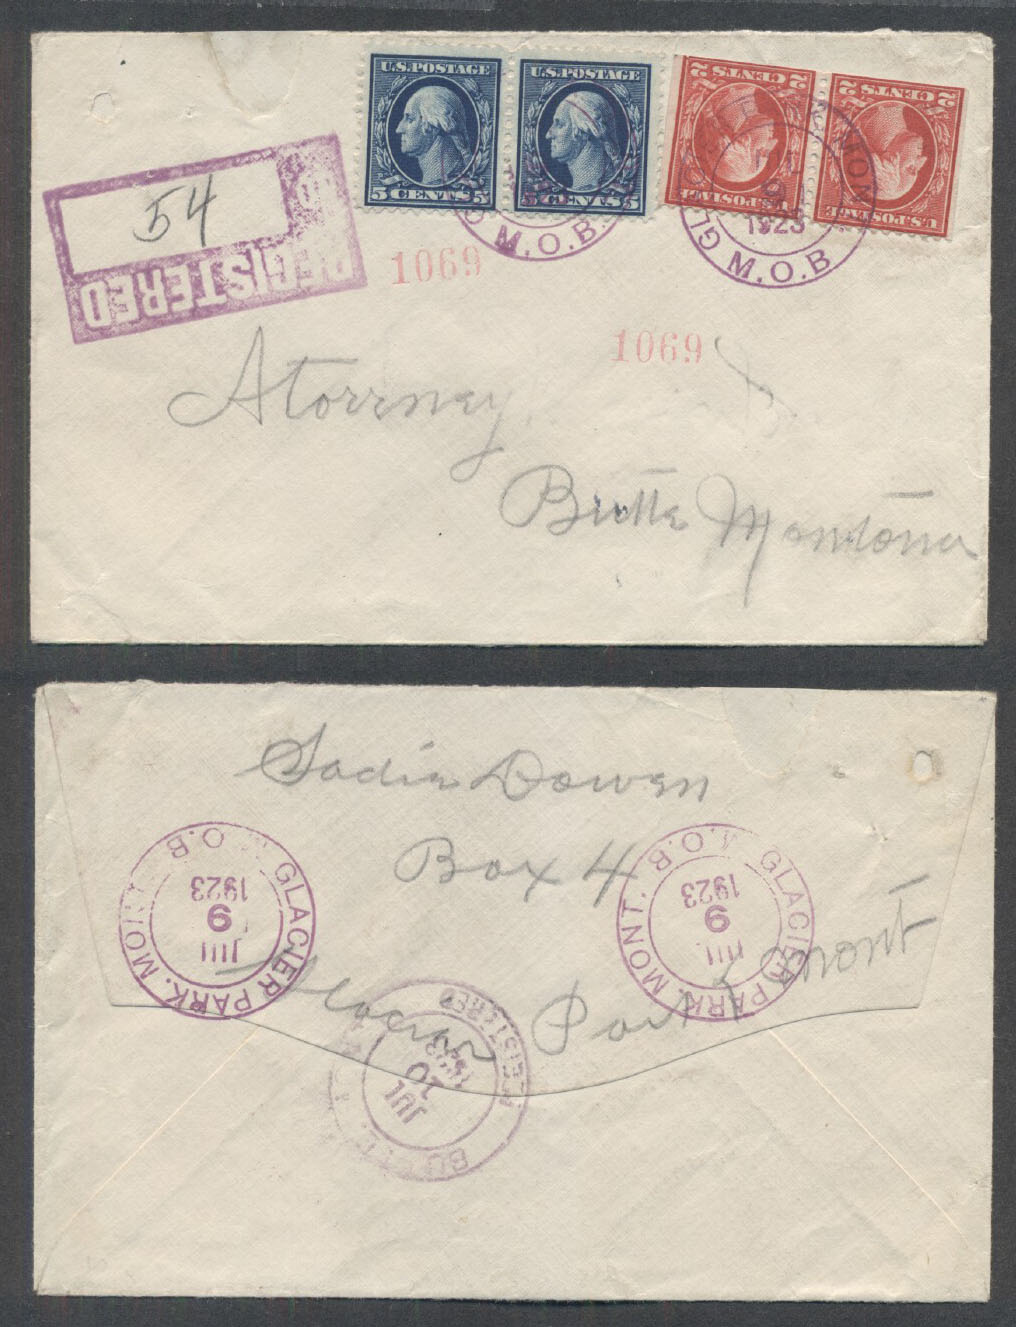 U.S.POSTAGE
5 CENTS 5
U.S.POSTAGE
5 CENTS 5
2 CENTS 2
U.S.POSTAGE
2 CENTS 2
U.S.POSTAGE
M.O.B.
9
1923
M.O.B.
54
REGISTERED
1069
1069
Atorrney
Butte Montana
Sadie Dowen
Box 4
Glacier Park Mont
GLACIER PARK. MONT. M.O.B.
JUL
9
1923
GLACIER PARK. MONT. M.O.B.
JUL
9
1923
REGISTERED
JUL
10
1923